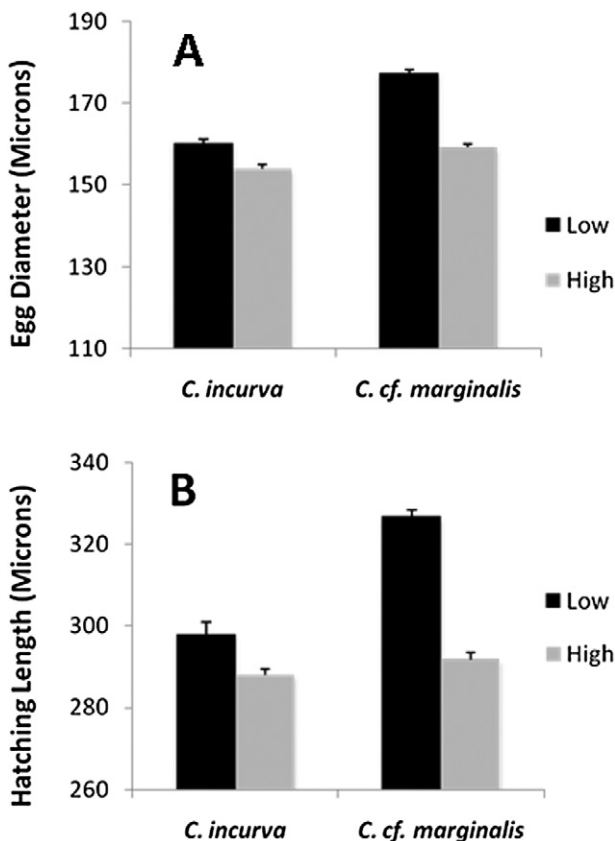 A
Egg Diameter (Microns)
190
170
150
130
110
C. incurva
C. cf. marginalis
Low
High
B
Hatching Length (Microns)
340
320
300
280
260
C. incurva
C. cf. marginalis
Low
High